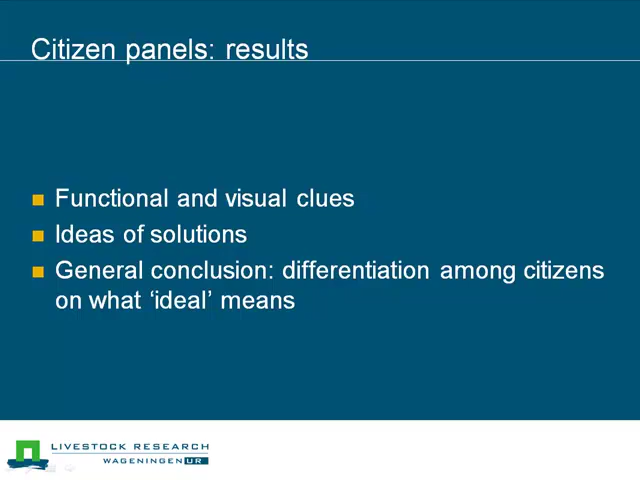 Citizen panels: results
Functional and visual clues
Ideas of solutions
General conclusion: differentiation among citizens
on what ‘ideal’ means
LIVESTOCK RESEARCH
WAGENINGEN UR